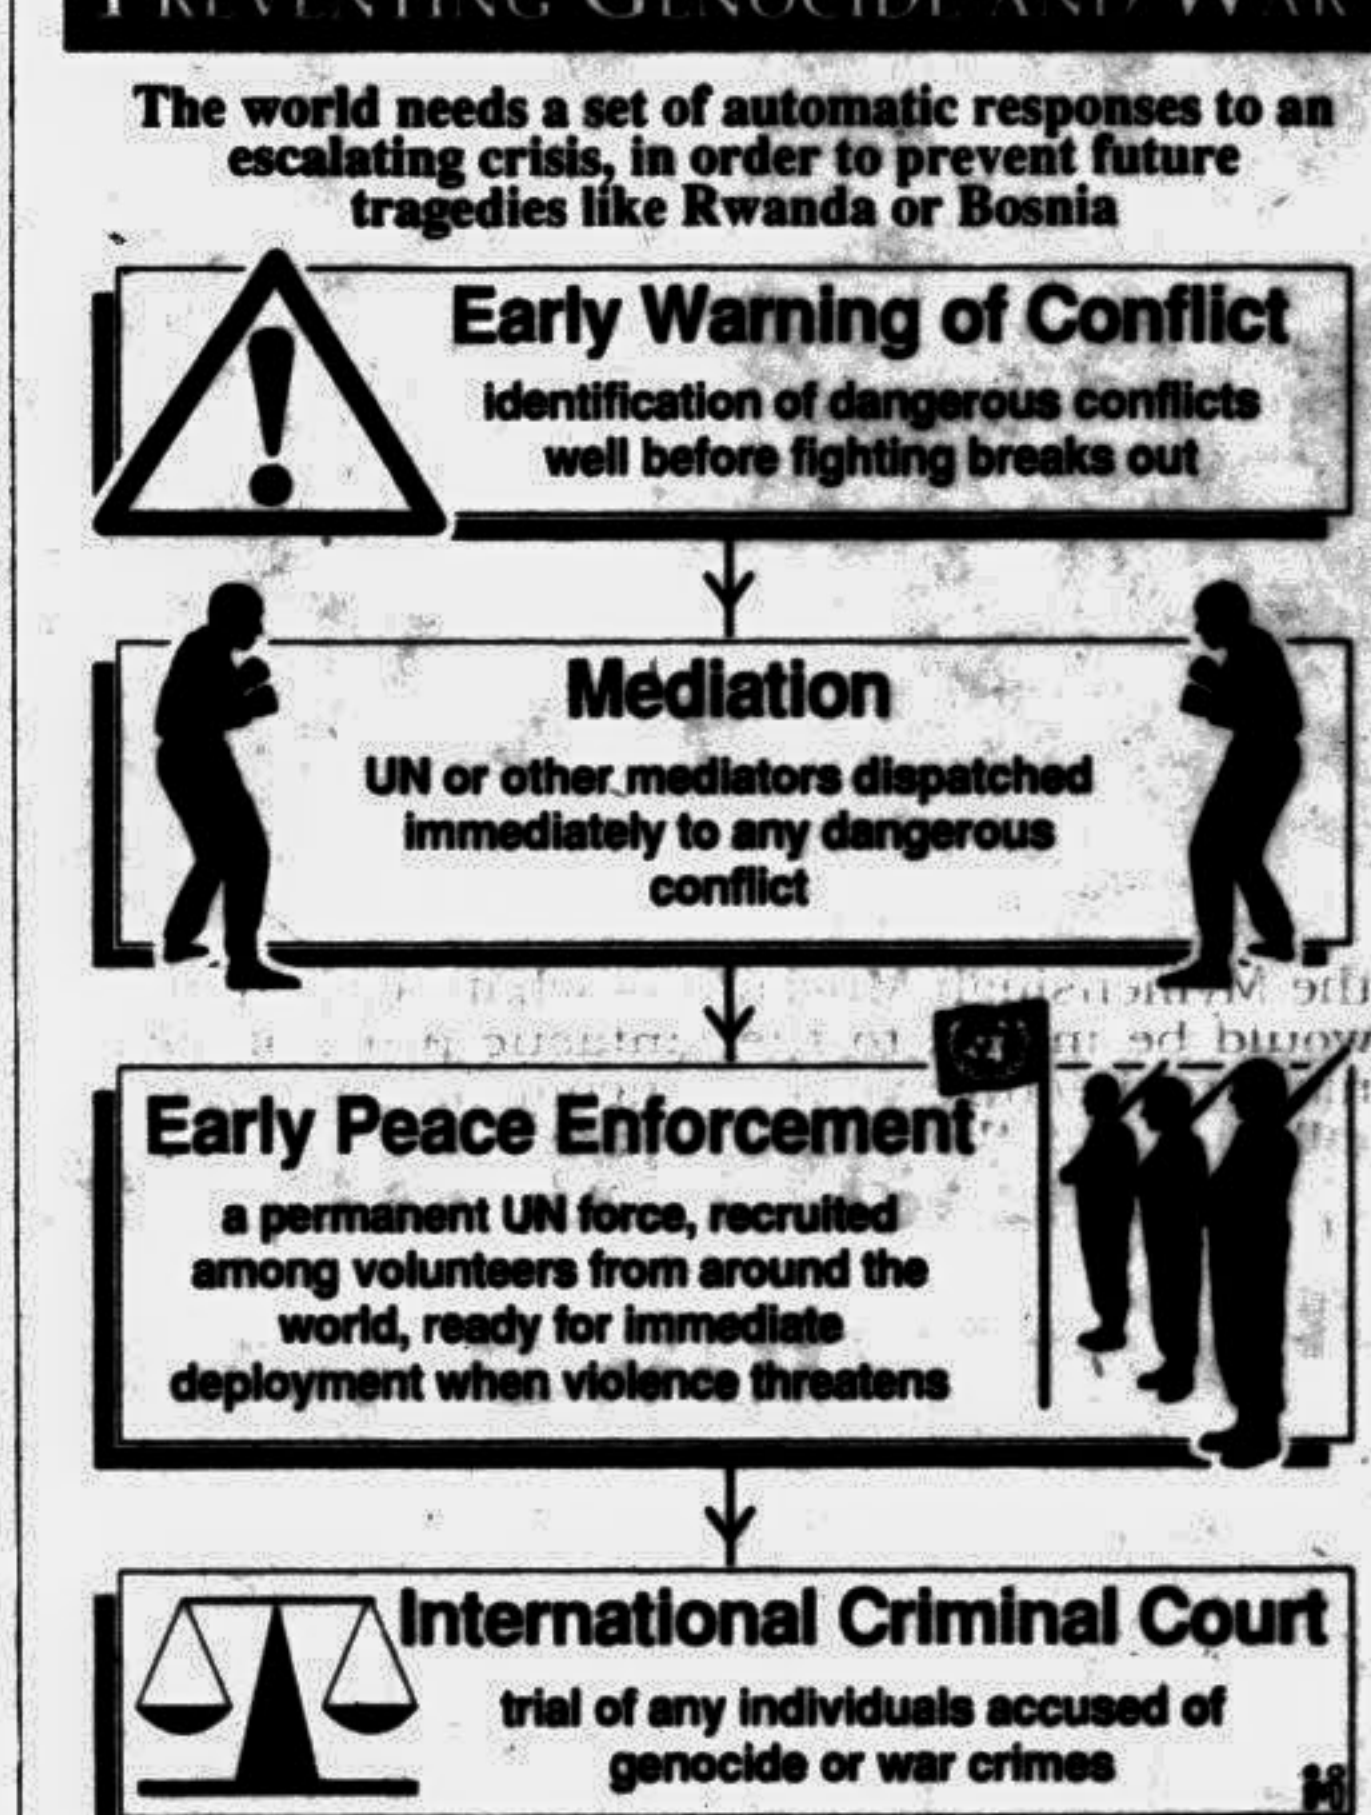 PREVENTING GENOCIDE AND WAR
The world needs a set of automatic responses to an
escalating crisis, in order to prevent future
tragedies like Rwanda or Bosnia
Early Warning of Conflict
identification of dangerous conflicts
well before fighting breaks out
Mediation
UN or other mediators dispatched
immediately to any dangerous
conflict
Early Peace Enforcement
a permanent UN force, recruited
among volunteers from around the
world, ready for immediate
deployment when violence threatens
International Criminal Court
trial of any individuals accused of
genocide or war crimes